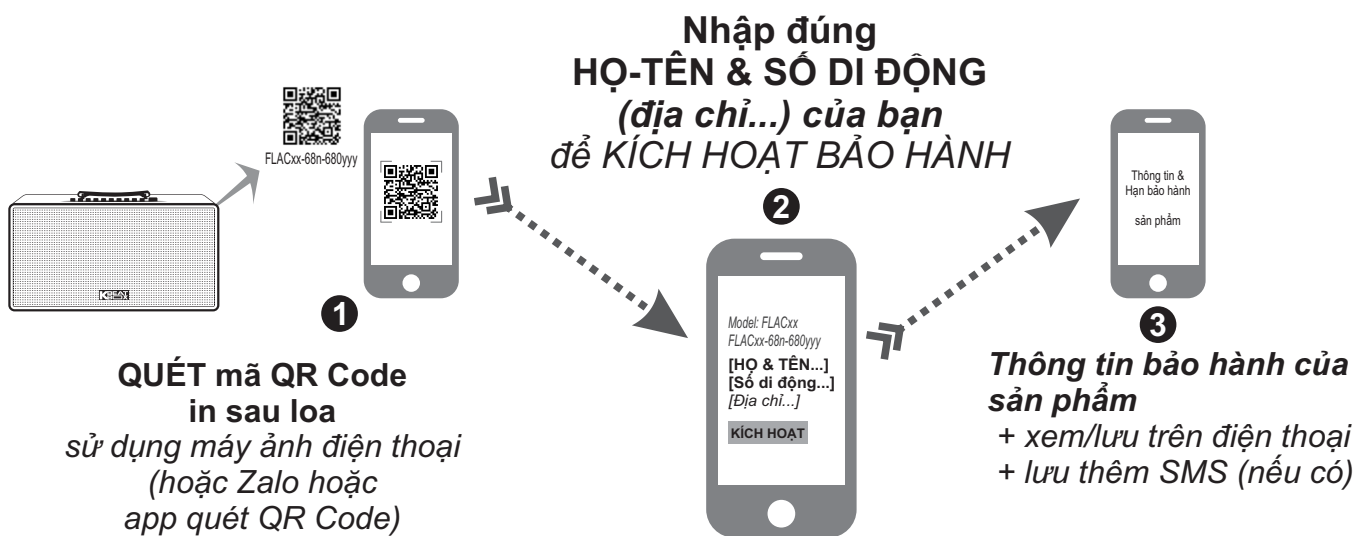 FLACxx-68n-680yyy
QUÉT mã QR Code
in sau loa
sử dụng máy ảnh điện thoại
(hoặc Zalo hoặc
app quét QR Code)
1
Nhập đúng
HỌ-TÊN & SỐ DI ĐỘNG
(địa chỉ...) của bạn
để KÍCH HOẠT BẢO HÀNH
2
Model: FLACxx
FLACxx-68n-680yyy
[HỌ & TÊN...]
[Số di động...]
[Địa chỉ...]
KÍCH HOẠT
Thông tin &
Hạn bảo hành
sản phẩm
3
Thông tin bảo hành của
sản phẩm
+ xem/lưu trên điện thoại
+ lưu thêm SMS (nếu có)